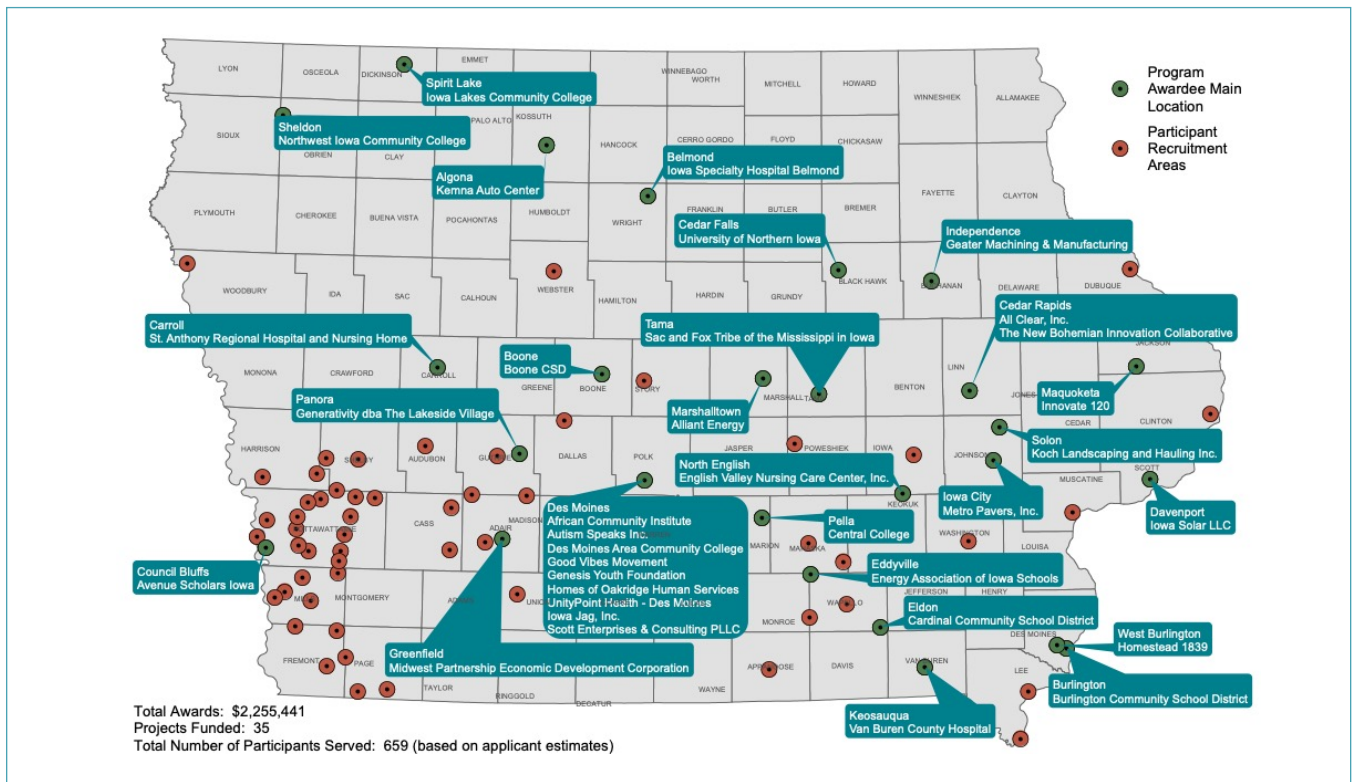 LYON
OSCEOLA
DICKINSON
EMMET
WINNEBAGO
WORTH
MITCHELL
HOWARD
WINNESHIEK
ALLAMAKEE
Program
Awardee Main
Location
Participant
Recruitment
Areas
Spirit Lake
Iowa Lakes Community College
SIOUX
Sheldon
Northwest Iowa Community College
OBRIEN
CLAY
PALO ALTO
KOSSUTH
HANCOCK
CERRO GORDO
FLOYD
CHICKASAW
Algona
Kemna Auto Center
Belmond
Iowa Specialty Hospital Belmond
PLYMOUTH
CHEROKEE
BUENA VISTA
POCAHONTAS
HUMBOLDT
WRIGHT
FRANKLIN
BUTLER
BREMER
FAYETTE
CLAYTON
Cedar Falls
University of Northern Iowa
Independence
Geater Machining & Manufacturing
WOODBURY
IDA
SAC
CALHOUN
WEBSTER
HAMILTON
HARDIN
GRUNDY
BLACK HAWK
DELAWARE
DUBUQUE
Carroll
St. Anthony Regional Hospital and Nursing Home
Boone
Boone CSD
Tama
Sac and Fox Tribe of the Mississippi in Iowa
Cedar Rapids
All Clear, Inc.
The New Bohemian Innovation Collaborative
MONONA
CRAWFORD
CARROLL
GREENE
BOONE
STORY
MARSHALL
BENTON
LINN
JONES
JACKSON
Panora
Generativity dba The Lakeside Village
Marshalltown
Alliant Energy
Maquoketa
Innovate 120
HARRISON
AUDUBON
DALLAS
POLK
JASPER
POWESHIEK
IOWA
JOHNSON
CEDAR
CLINTON
SCOTT
MUSCATINE
Solon
Koch Landscaping and Hauling Inc.
North English
English Valley Nursing Care Center, Inc.
Iowa City
Metro Pavers, Inc.
Davenport
Iowa Solar LLC
CASS
ADAIR
MADISON
MARION
KEOKUK
WASHINGTON
LOUISA
Des Moines
African Community Institute
Autism Speaks Inc.
Des Moines Area Community College
Good Vibes Movement
Genesis Youth Foundation
Homes of Oakridge Human Services
UnityPoint Health - Des Moines
Iowa Jag, Inc.
Scott Enterprises & Consulting PLLC
Pella
Central College
Council Bluffs
Avenue Scholars Iowa
Eddyville
Energy Association of Iowa Schools
MONTGOMERY
MONROE
JEFFERSON
HENRY
Eldon
Cardinal Community School District
DES MOINES
West Burlington
Homestead 1839
Greenfield
Midwest Partnership Economic Development Corporation
FREMONT
PAGE
TAYLOR
RINGGOLD
DECATUR
WAYNE
DAVIS
VAN BUREN
LEE
Burlington
Burlington Community School District
Keosauqua
Van Buren County Hospital
Total Awards: $2,255,441
Projects Funded: 35
Total Number of Participants Served: 659 (based on applicant estimates)